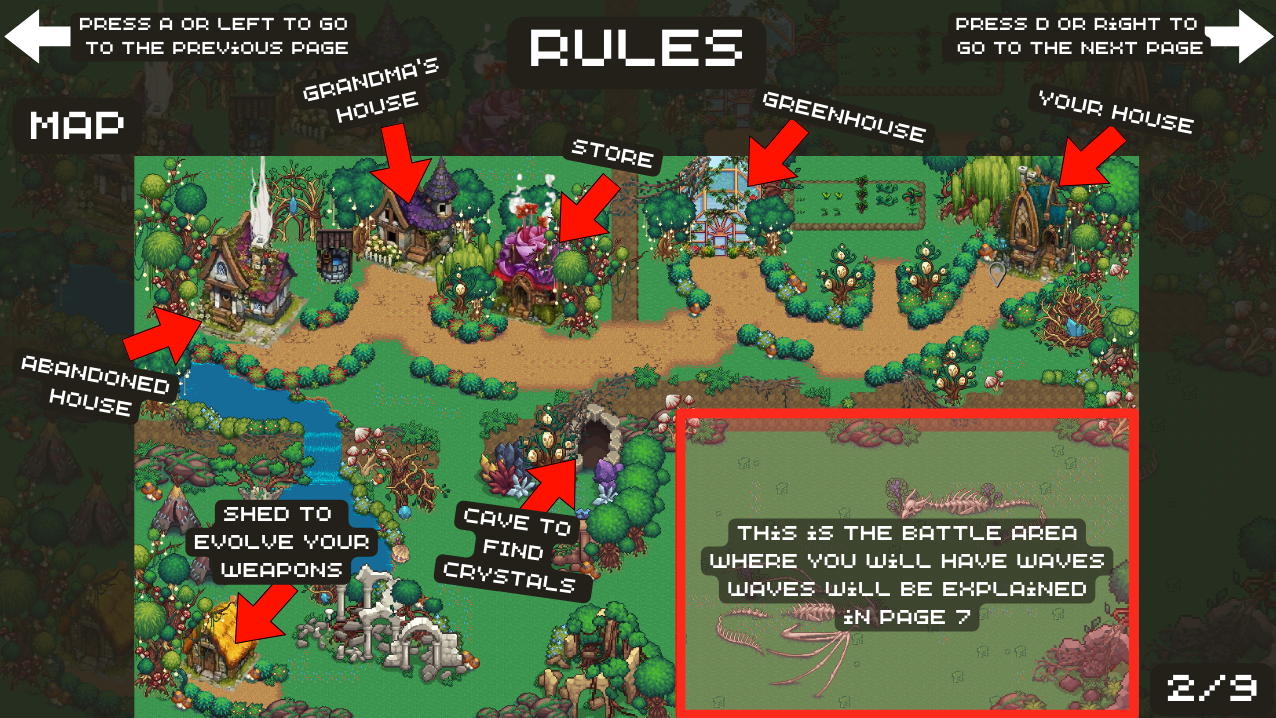 PRESS A OR LEFT TO GO
TO THE PREVIOUS PAGE
RULES
PRESS D OR RIGHT TO
GO TO THE NEXT PAGE
MAP
GRANDMA'S
HOUSE
STORE
GREENHOUSE
YOUR HOUSE
ABANDONED
HOUSE
SHED TO
EVOLVE YOUR
WEAPONS
CAVE TO
FIND
CRYSTALS
THIS IS THE BATTLE AREA
WHERE YOU WILL HAVE WAVES
WAVES WILL BE EXPLAINED
IN PAGE 7
2/9